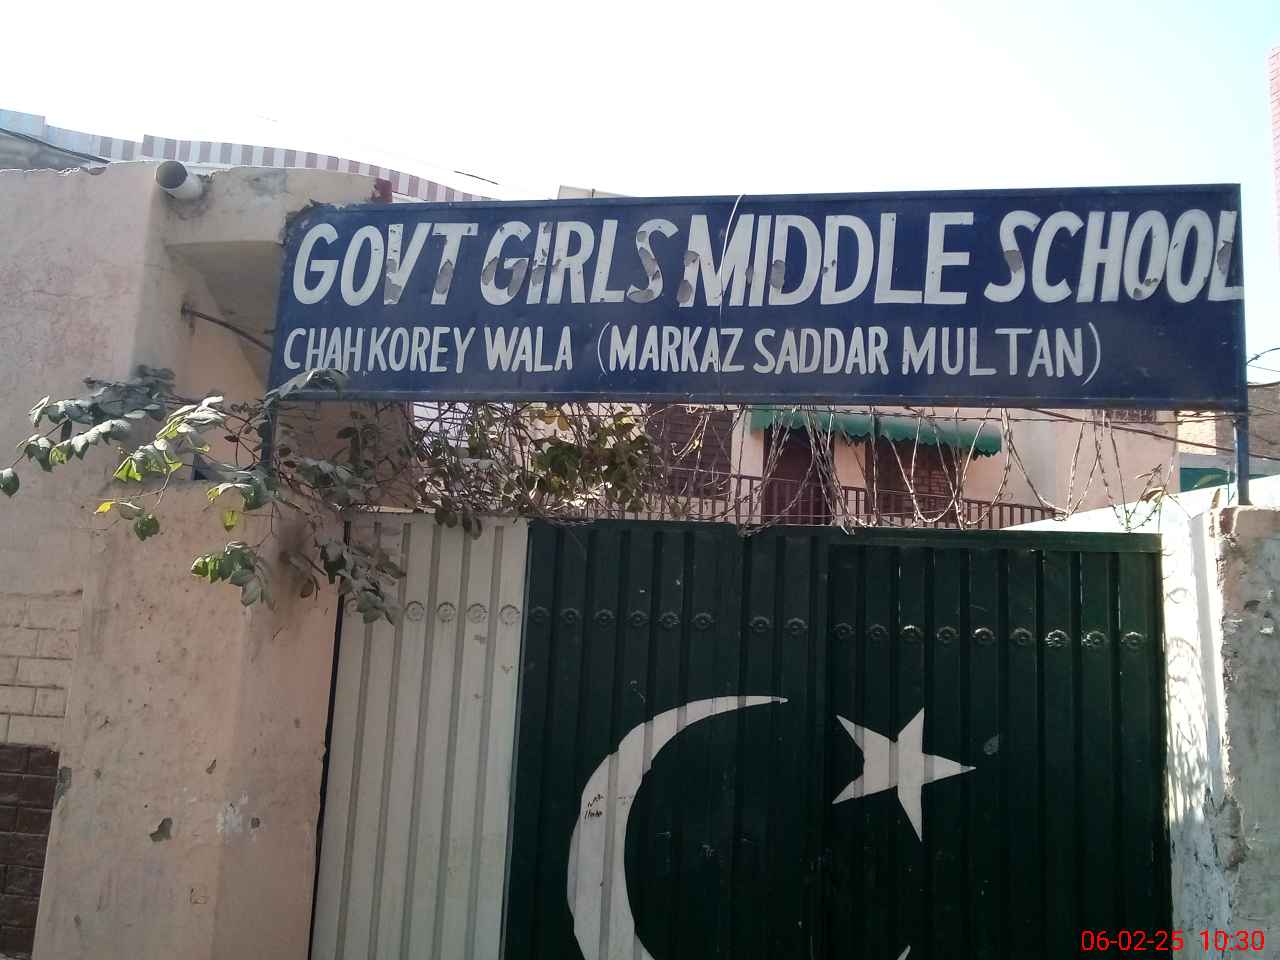 GOVT GIRLS MIDDLE SCHOOL
CHAH KOREY WALA (MARKAZ SADDAR MULTAN)
06-02-25 10:30